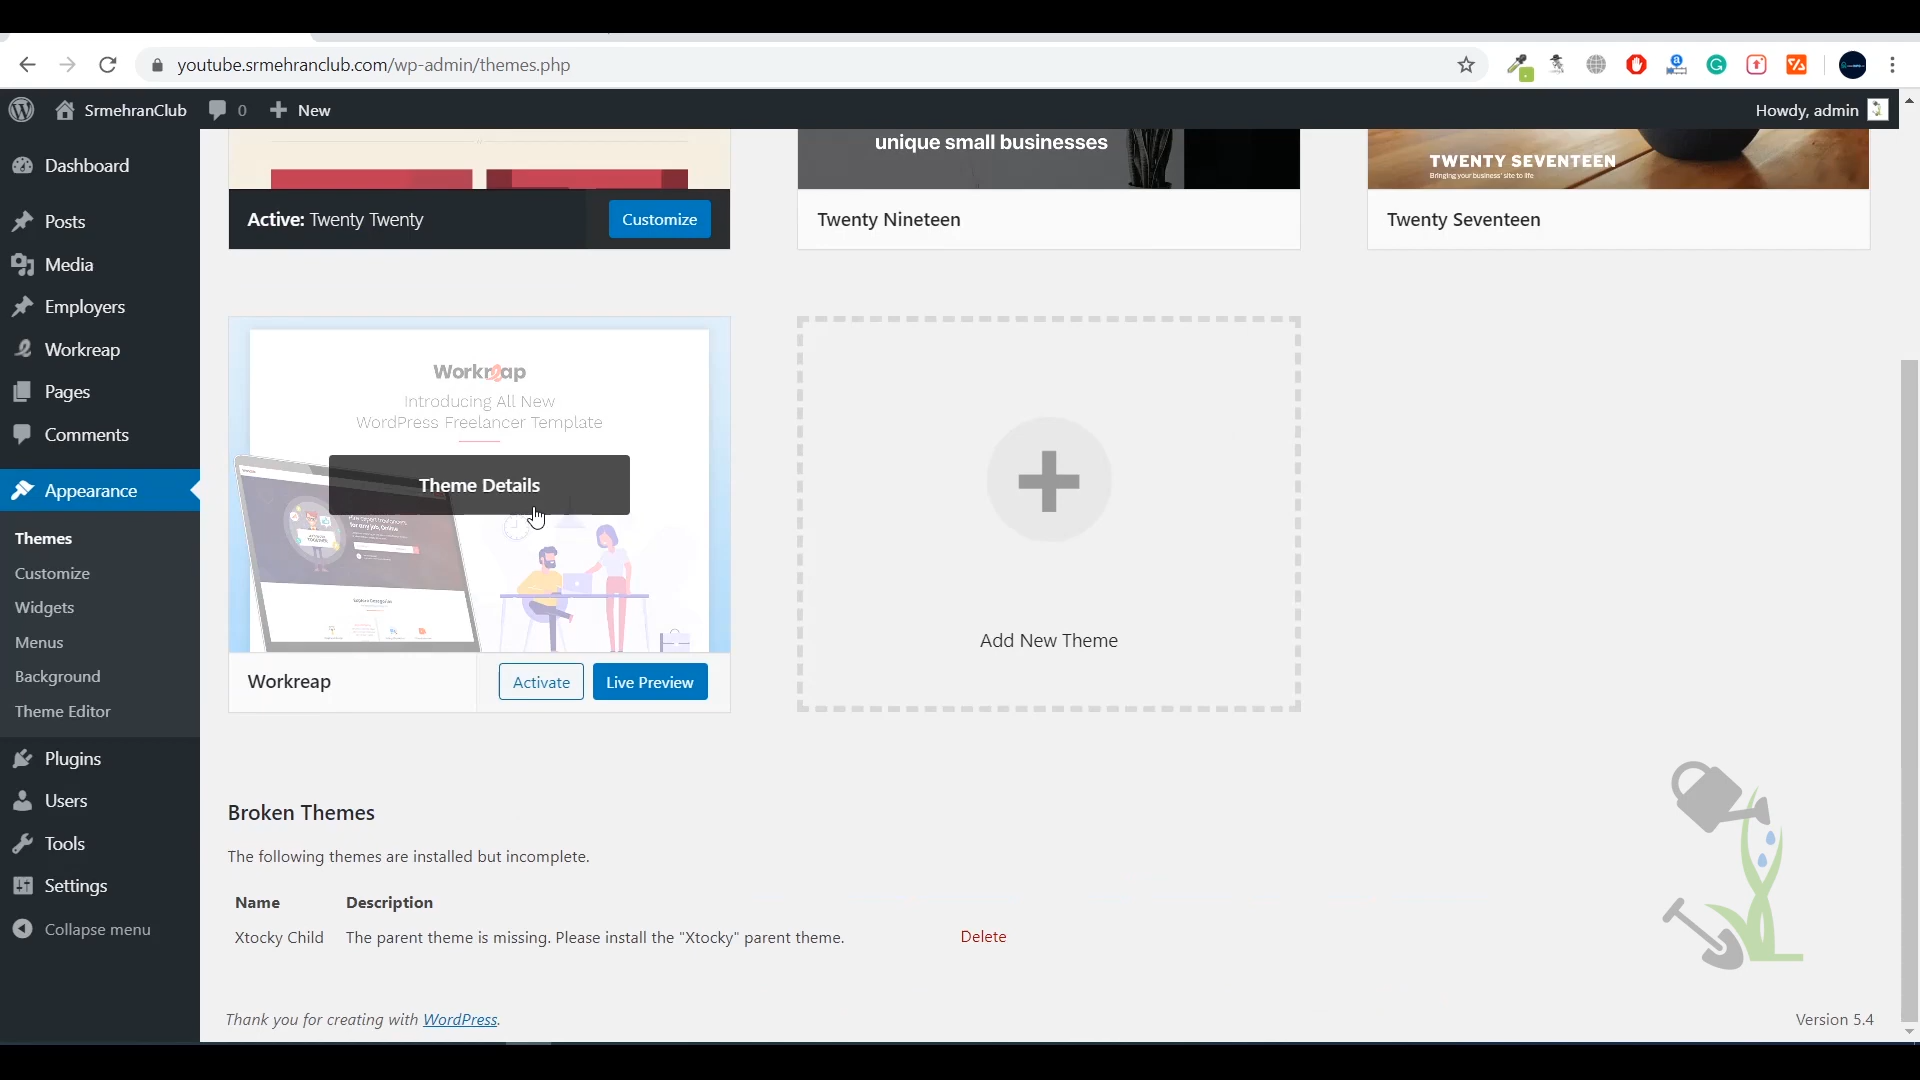 youtube.srmehranclub.com/wp-admin/themes.php
SrmehranClub
0
New
Howdy, admin
Dashboard
Posts
Media
Employers
Workreap
Pages
Comments
Appearance
Themes
Customize
Widgets
Menus
Background
Theme Editor
Plugins
Users
Tools
Settings
Collapse menu
Active: Twenty Twenty
Customize
unique small businesses
Twenty Nineteen
TWENTY SEVENTEEN
Bringing your business' site to life
Twenty Seventeen
Workreap
Introducing All New
WordPress Freelancer Template
Theme Details
Workreap
Activate
Live Preview
Add New Theme
Broken Themes
The following themes are installed but incomplete.
Name Description
Xtocky Child The parent theme is missing. Please install the "Xtocky" parent theme. Delete
Thank you for creating with WordPress.
Version 5.4